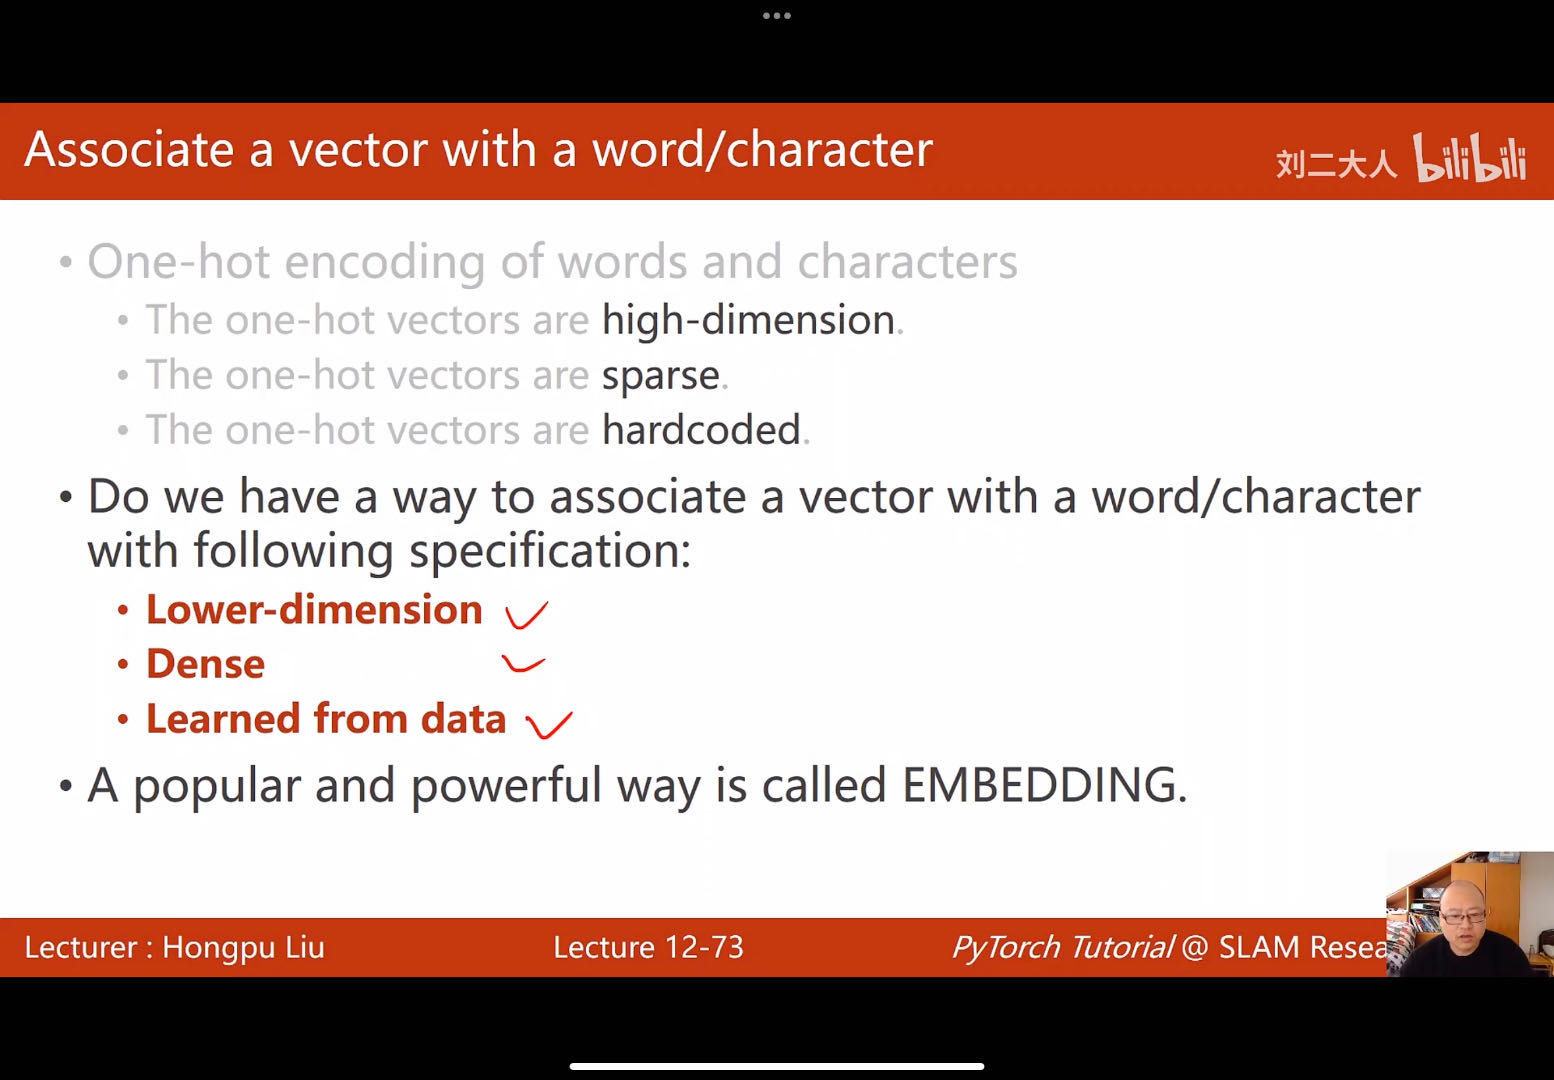 Associate a vector with a word/character
刘二大人 bilibili
• One-hot encoding of words and characters
• The one-hot vectors are high-dimension.
• The one-hot vectors are sparse.
• The one-hot vectors are hardcoded.
• Do we have a way to associate a vector with a word/character
with following specification:
• Lower-dimension
• Dense
• Learned from data
• A popular and powerful way is called EMBEDDING.
Lecturer : Hongpu Liu
Lecture 12-73
PyTorch Tutorial @ SLAM Resea